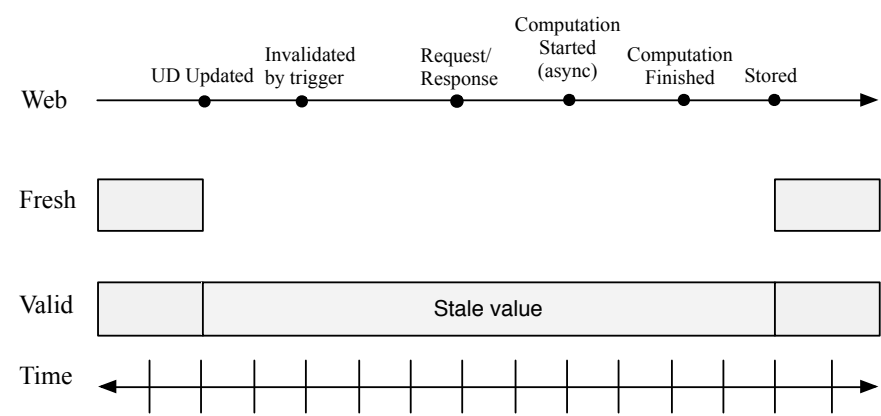 Computation
Started
(async)
Invalidated
by trigger
Request/
Response
Computation
Finished
UD Updated
Stored
Web
Fresh
Valid
Stale value
Time